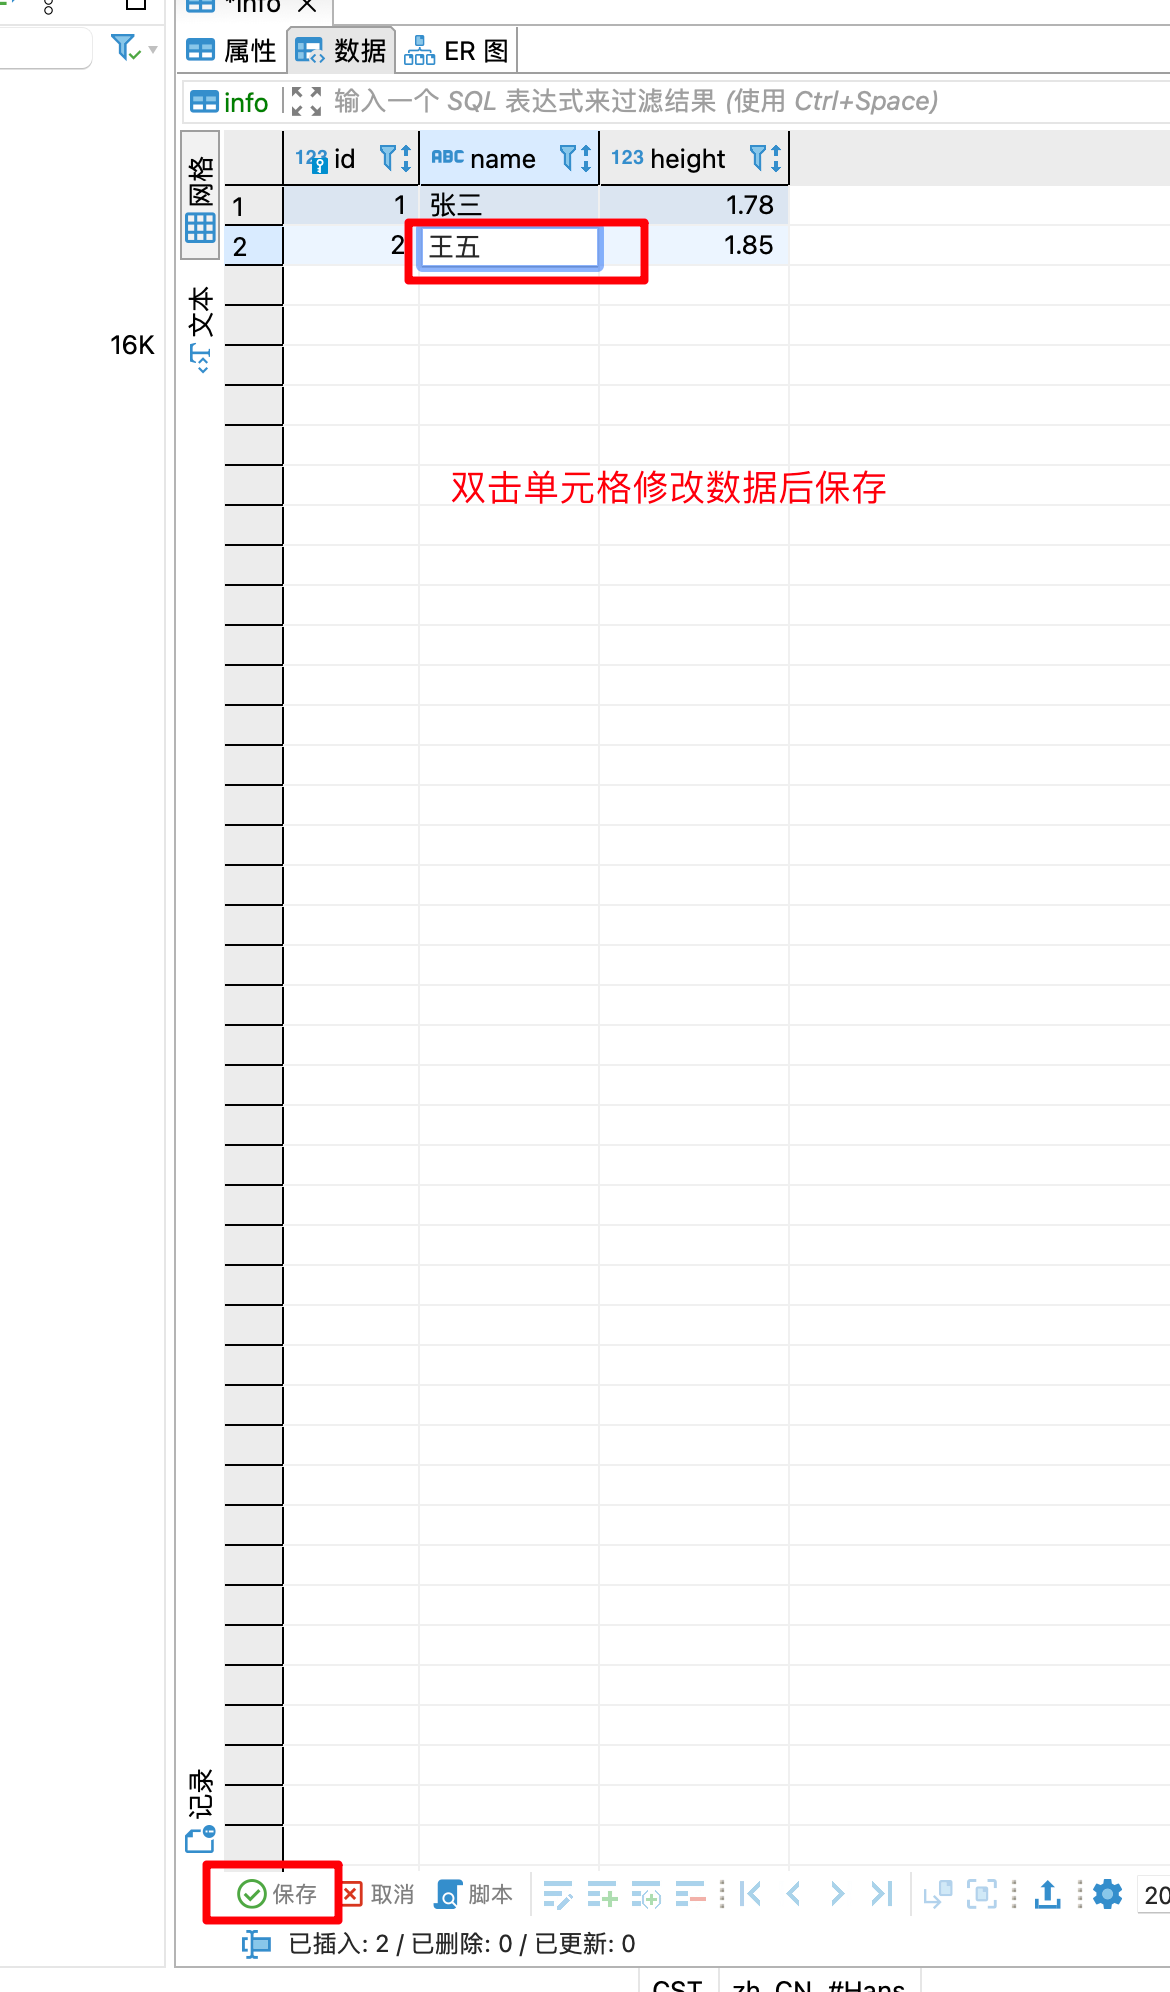 *info
属性 数据 ER 图
info 输入一个 SQL 表达式来过滤结果 (使用 Ctrl+Space)
网格
文本
记录
123 id ABC name 123 height
1 1 张三 1.78
2 2 王五 1.85
16K
双击单元格修改数据后保存
保存 取消 脚本 20
已插入: 2 / 已删除: 0 / 已更新: 0
CST zh_CN_#Hans